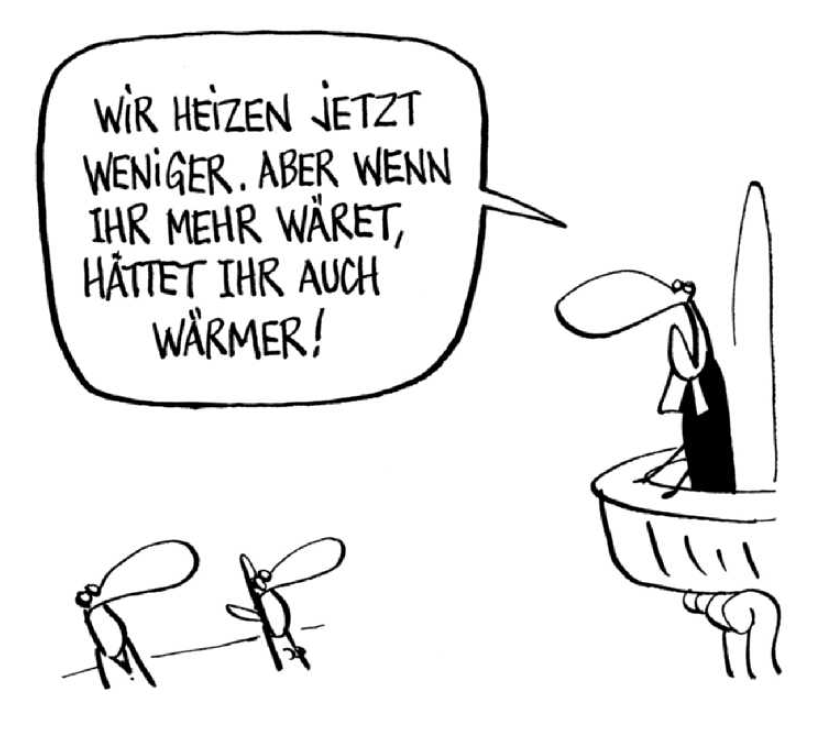 WIR HEIZEN JETZT
WENIGER. ABER WENN
IHR MEHR WÄRET,
HÄTTET IHR AUCH
WÄRMER!